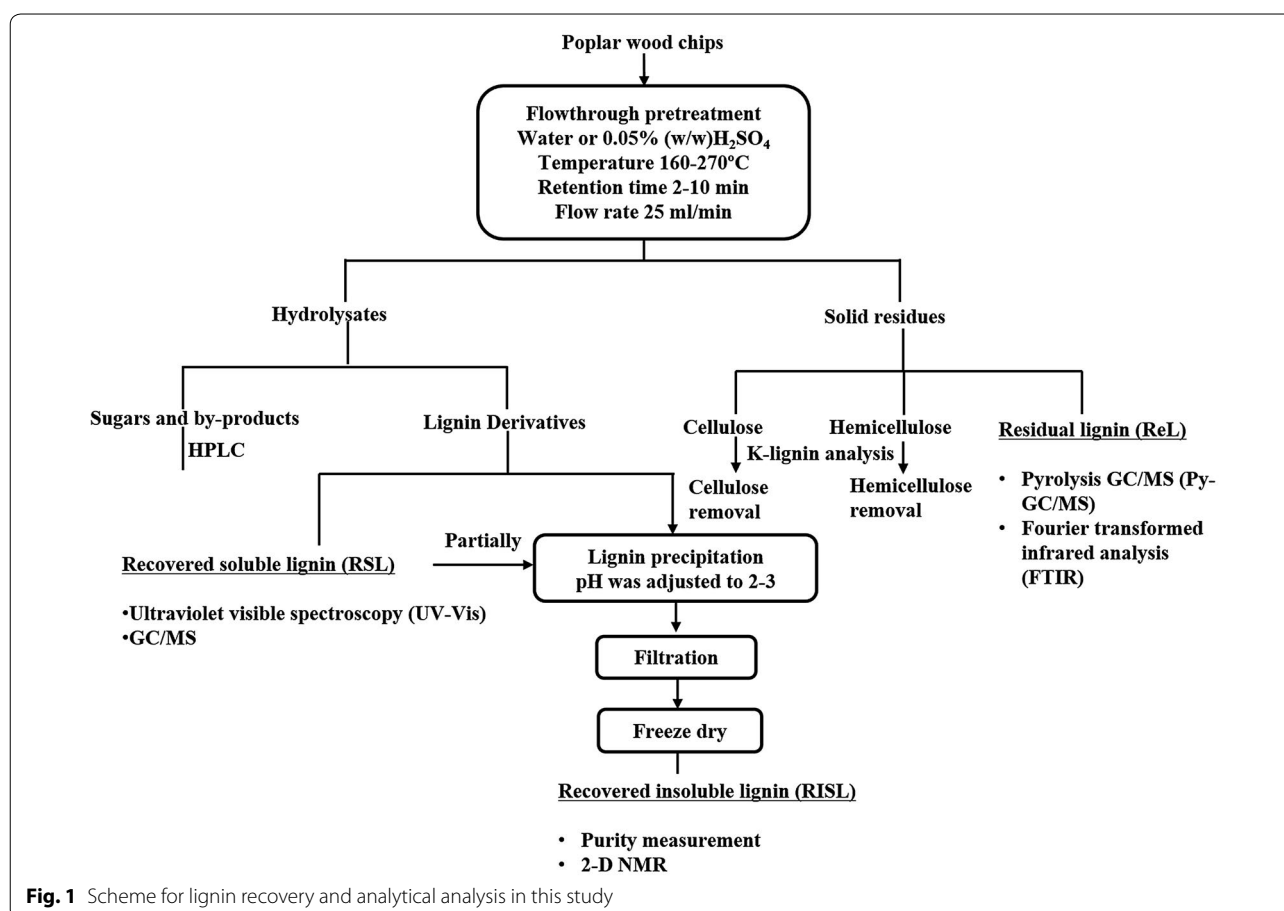 Poplar wood chips
Flowthrough pretreatment
Water or 0.05% (w/w)H₂SO₄
Temperature 160-270ºC
Retention time 2-10 min
Flow rate 25 ml/min
Hydrolysates
Solid residues
Sugars and by-products
HPLC
Lignin Derivatives
Cellulose
Hemicellulose
K-lignin analysis
Cellulose
removal
Hemicellulose
removal
Residual lignin (ReL)
• Pyrolysis GC/MS (Py-
GC/MS)
• Fourier transformed
infrared analysis
(FTIR)
Recovered soluble lignin (RSL)
•Ultraviolet visible spectroscopy (UV-Vis)
•GC/MS
Partially
Lignin precipitation
pH was adjusted to 2-3
Filtration
Freeze dry
Recovered insoluble lignin (RISL)
• Purity measurement
• 2-D NMR
Fig. 1 Scheme for lignin recovery and analytical analysis in this study